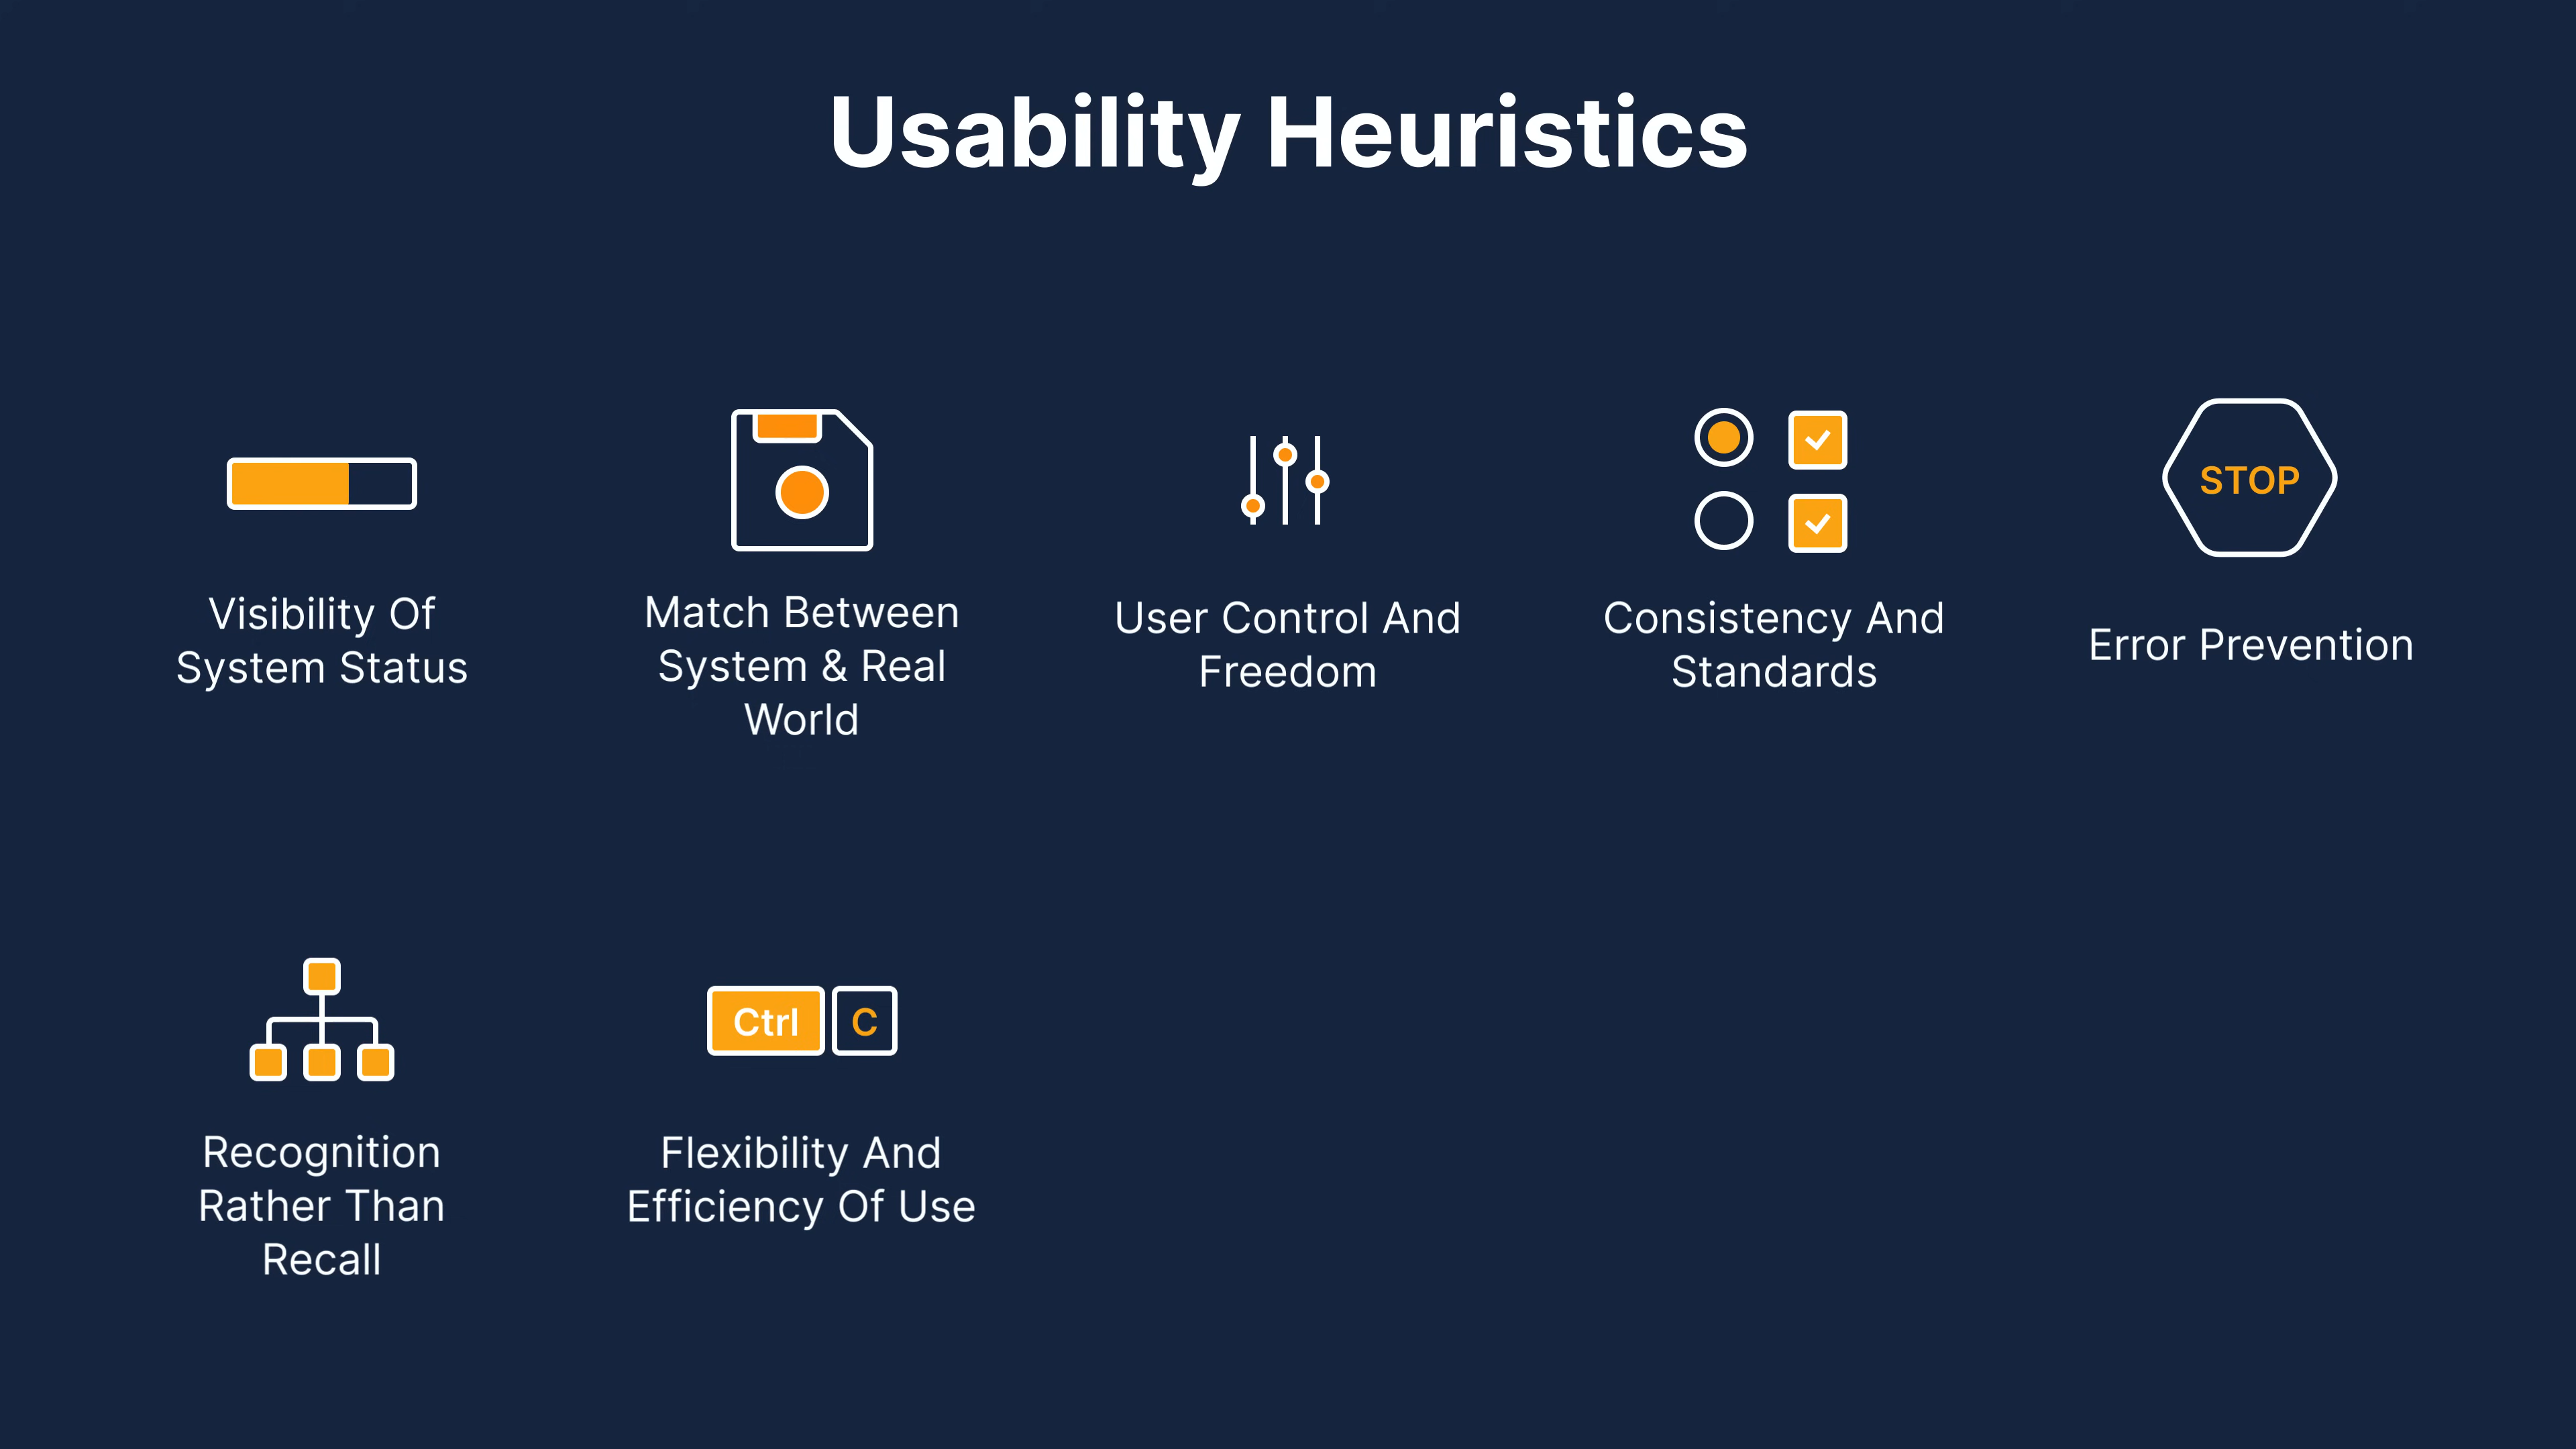 Usability Heuristics
STOP
Visibility Of
System Status
Match Between
System & Real
World
User Control And
Freedom
Consistency And
Standards
Error Prevention
Ctrl C
Recognition
Rather Than
Recall
Flexibility And
Efficiency Of Use